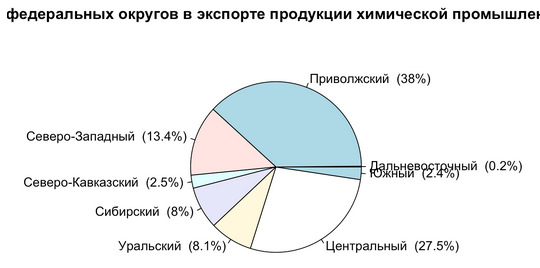 федеральных округов в экспорте продукции химической промышлен
Приволжский (38%)
Северо-Западный (13.4%)
Дальневосточный (0.2%)
Южный (2.4%)
Северо-Кавказский (2.5%)
Сибирский (8%)
Уральский (8.1%)
Центральный (27.5%)